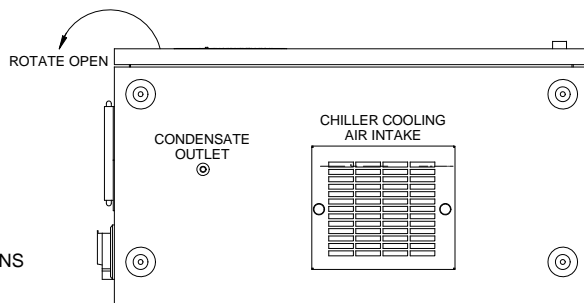 ROTATE OPEN
CHILLER COOLING
AIR INTAKE
CONDENSATE
OUTLET